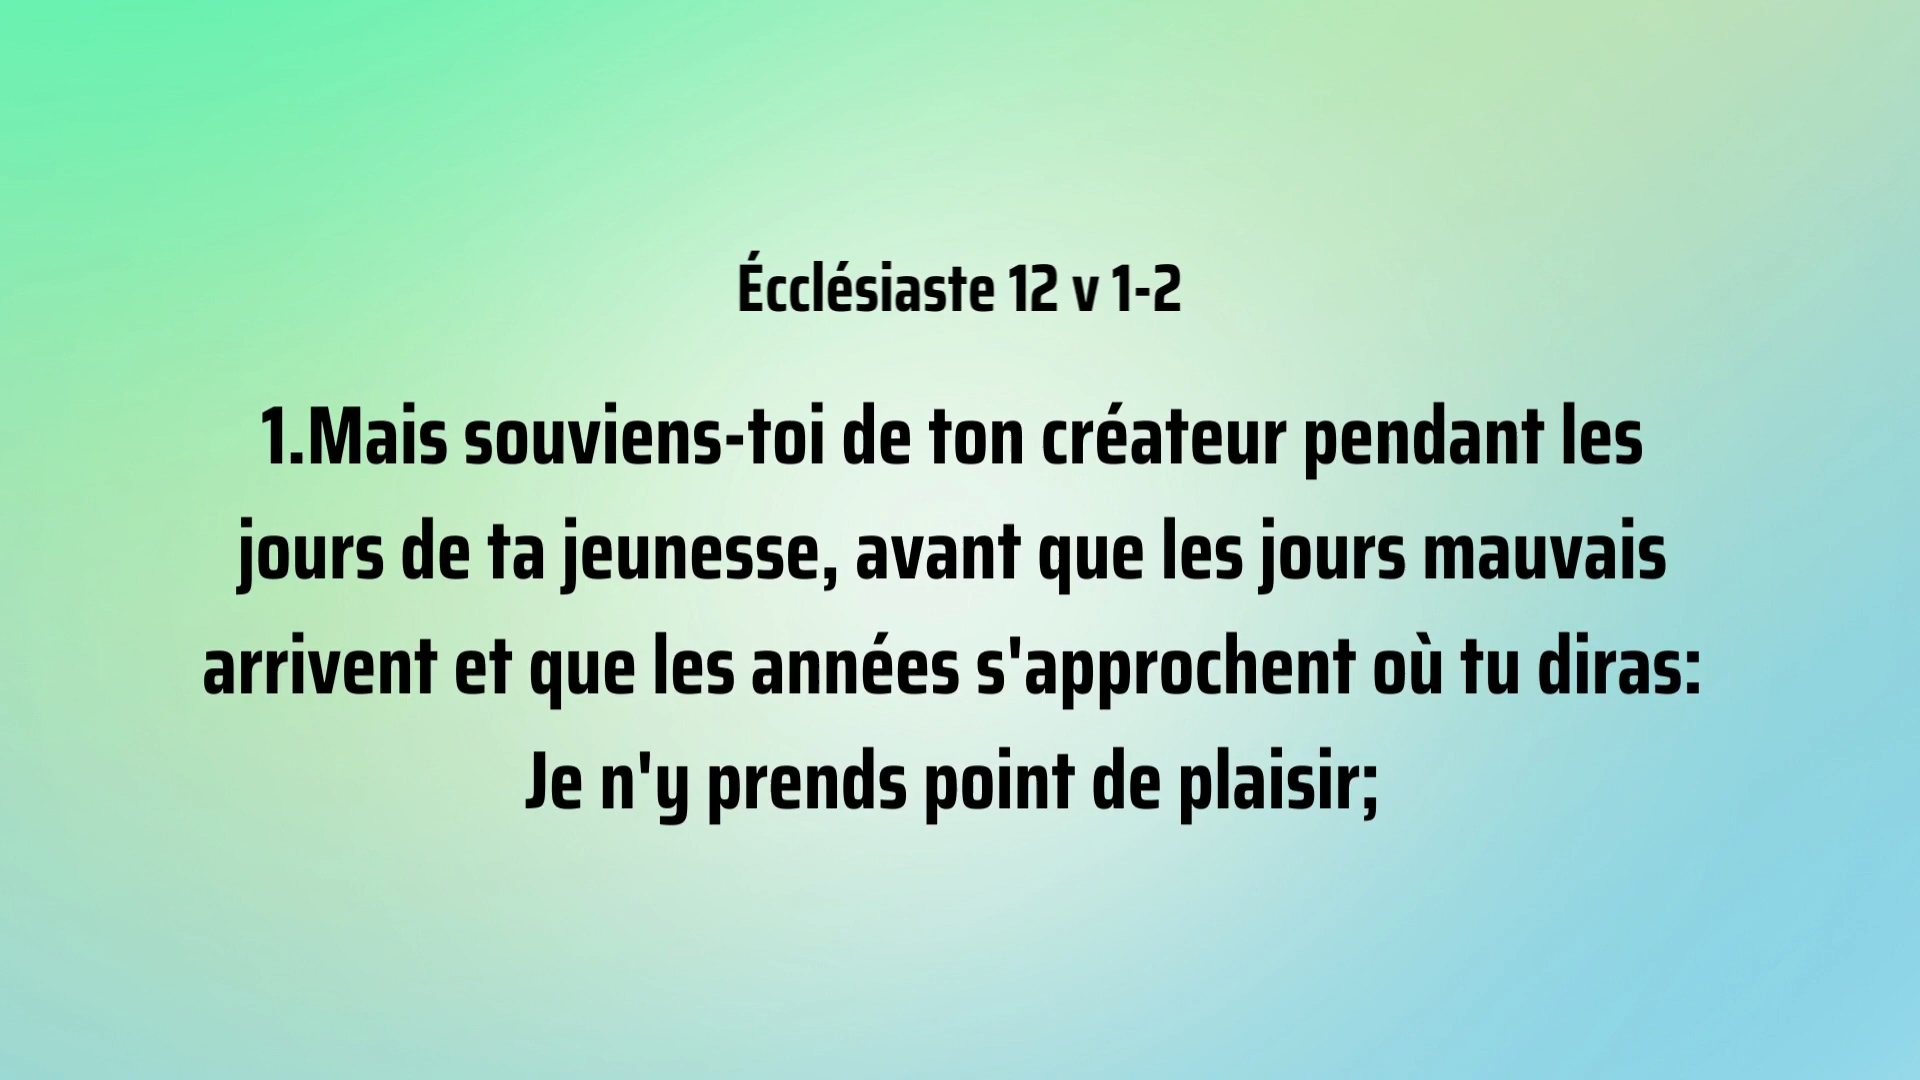 Écclésiaste 12 v 1-2
1.Mais souviens-toi de ton créateur pendant les
jours de ta jeunesse, avant que les jours mauvais
arrivent et que les années s'approchent où tu diras:
Je n'y prends point de plaisir;